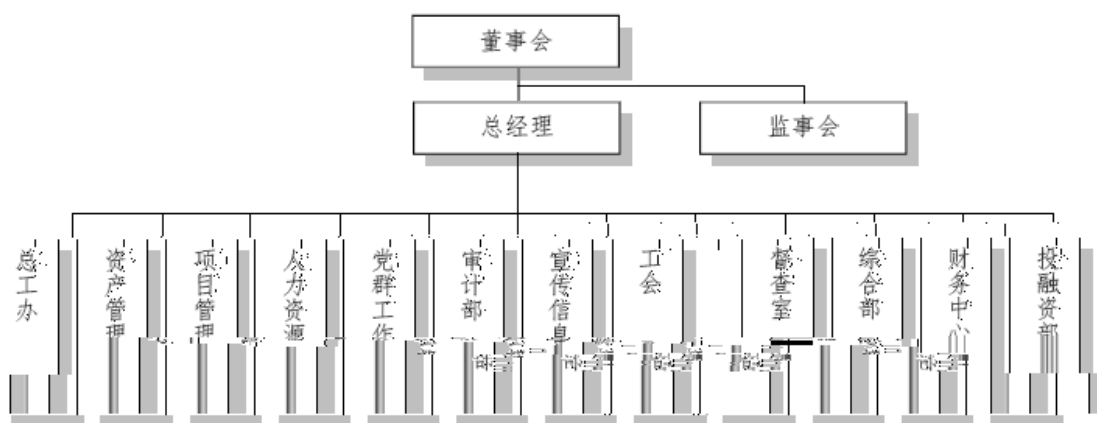 董事会
总经理
监事会
总工办
资产管理
项目管理
人力资源
党群工作
审计部
宣传信息
工会
督查室
综合部
财务中心
投融资部